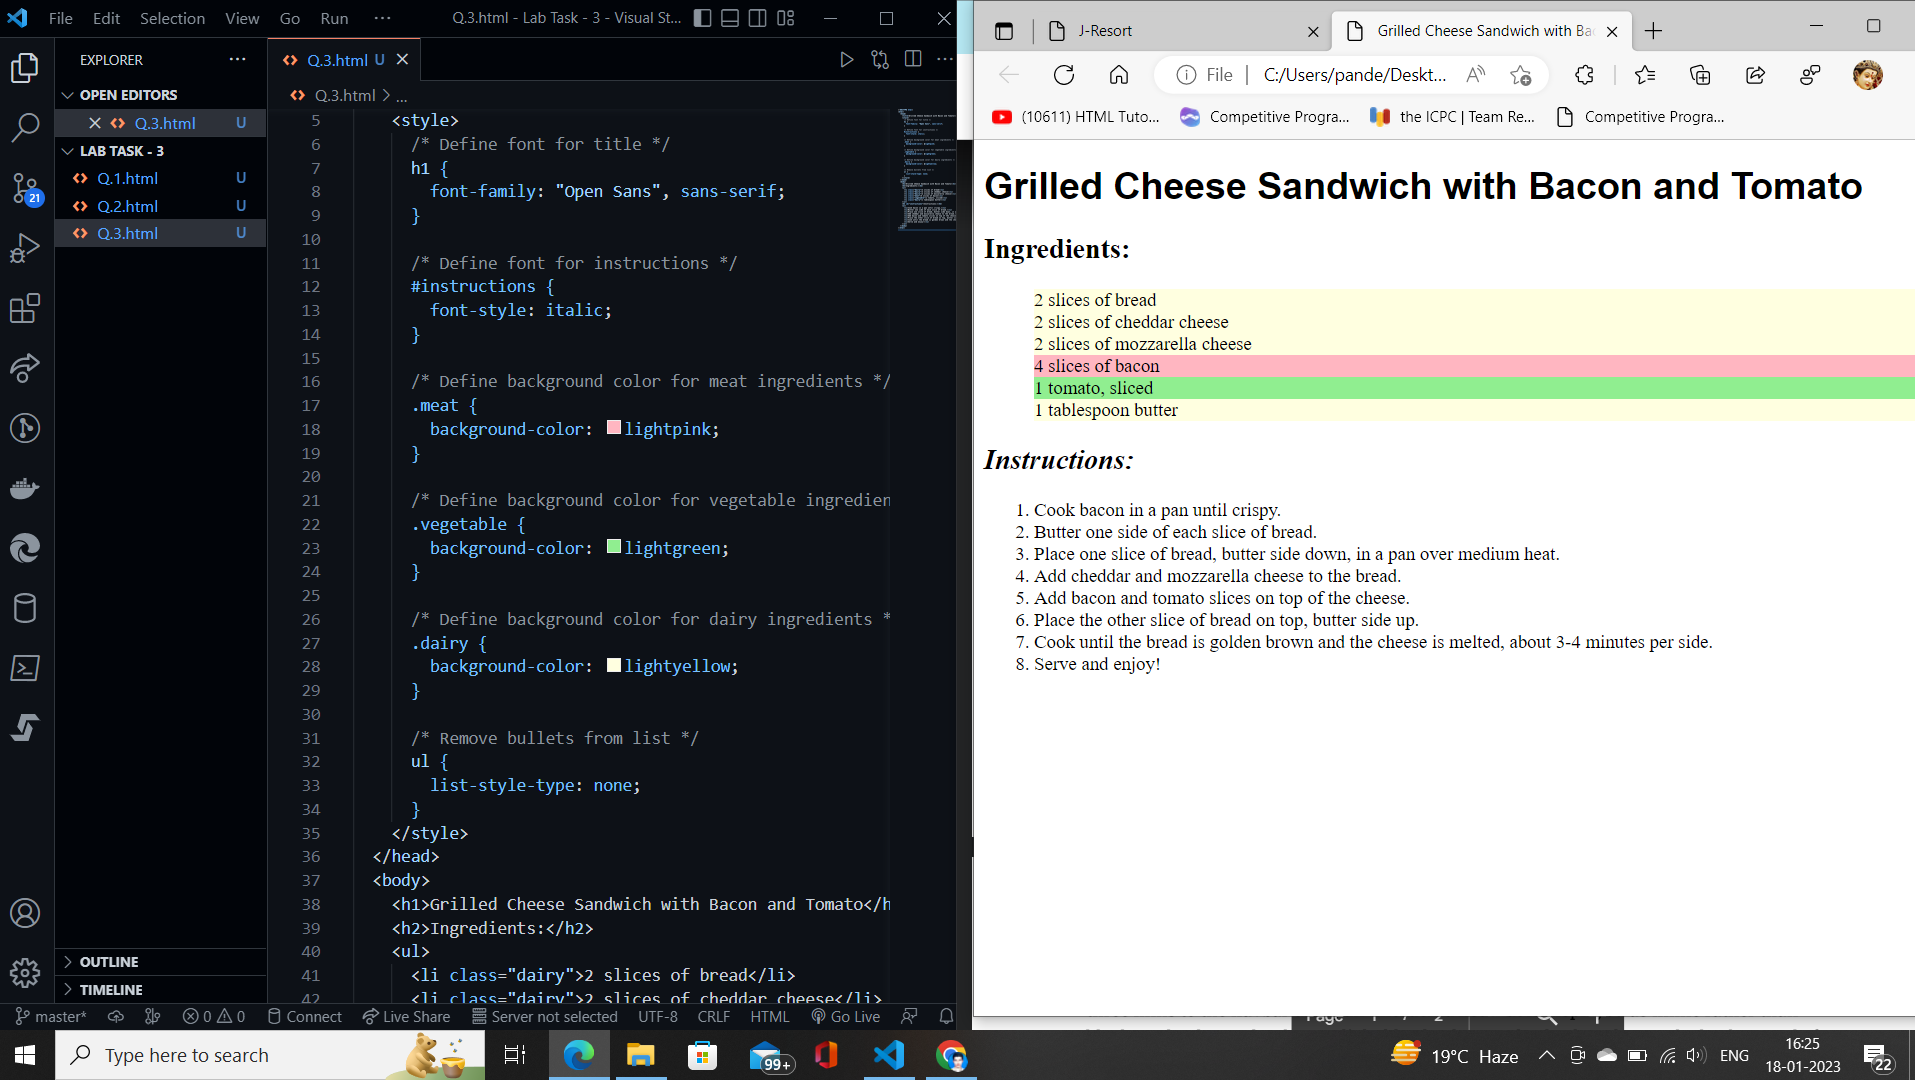 File Edit Selection View Go Run ··· Q.3.html - Lab Task - 3 - Visual St...
EXPLORER ···
OPEN EDITORS
Q.3.html U
LAB TASK - 3
Q.1.html U
Q.2.html U
Q.3.html U
OUTLINE
TIMELINE
21
Q.3.html U
Q.3.html > ...
5 <style>
6 /* Define font for title */
7 h1 {
8 font-family: "Open Sans", sans-serif;
9 }
10
11 /* Define font for instructions */
12 #instructions {
13 font-style: italic;
14 }
15
16 /* Define background color for meat ingredients */
17 .meat {
18 background-color: lightpink;
19 }
20
21 /* Define background color for vegetable ingredien
22 .vegetable {
23 background-color: lightgreen;
24 }
25
26 /* Define background color for dairy ingredients *
27 .dairy {
28 background-color: lightyellow;
29 }
30
31 /* Remove bullets from list */
32 ul {
33 list-style-type: none;
34 }
35 </style>
36 </head>
37 <body>
38 <h1>Grilled Cheese Sandwich with Bacon and Tomato</h
39 <h2>Ingredients:</h2>
40 <ul>
41 <li class="dairy">2 slices of bread</li>
42 <li class="dairy">2 slices of cheddar cheese</li>
master* 0 0 Connect Live Share Server not selected UTF-8 CRLF HTML Go Live
J-Resort
Grilled Cheese Sandwich with Ba
File C:/Users/pande/Deskt...
(10611) HTML Tuto... Competitive Progra... the ICPC | Team Re... Competitive Progra...
Grilled Cheese Sandwich with Bacon and Tomato
Ingredients:
2 slices of bread
2 slices of cheddar cheese
2 slices of mozzarella cheese
4 slices of bacon
1 tomato, sliced
1 tablespoon butter
Instructions:
1. Cook bacon in a pan until crispy.
2. Butter one side of each slice of bread.
3. Place one slice of bread, butter side down, in a pan over medium heat.
4. Add cheddar and mozzarella cheese to the bread.
5. Add bacon and tomato slices on top of the cheese.
6. Place the other slice of bread on top, butter side up.
7. Cook until the bread is golden brown and the cheese is melted, about 3-4 minutes per side.
8. Serve and enjoy!
Page 1 / 2
Type here to search
99+
19°C Haze
ENG
16:25
18-01-2023
22